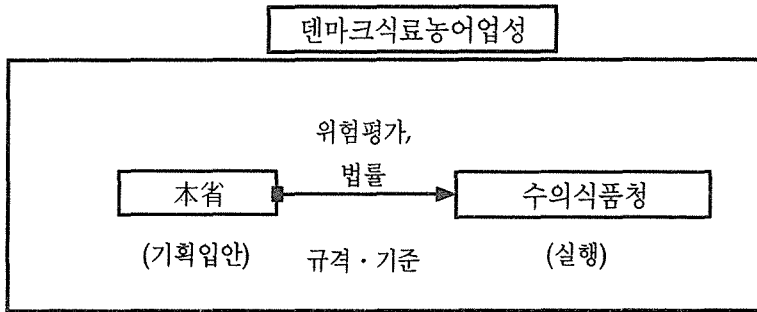 덴마크식료농어업성
위험평가,
법률
本省
수의식품청
(기획입안)
규격・기준
(실행)